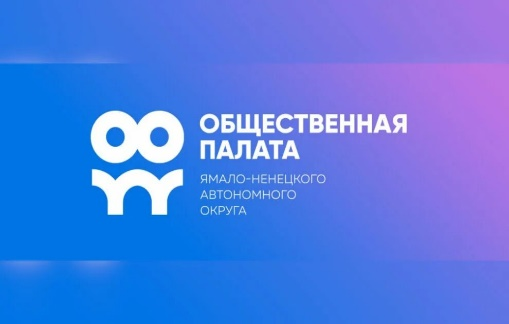 ОБЩЕСТВЕННАЯ
ПАЛАТА
ЯМАЛО-НЕНЕЦКОГО
АВТОНОМНОГО
ОКРУГА